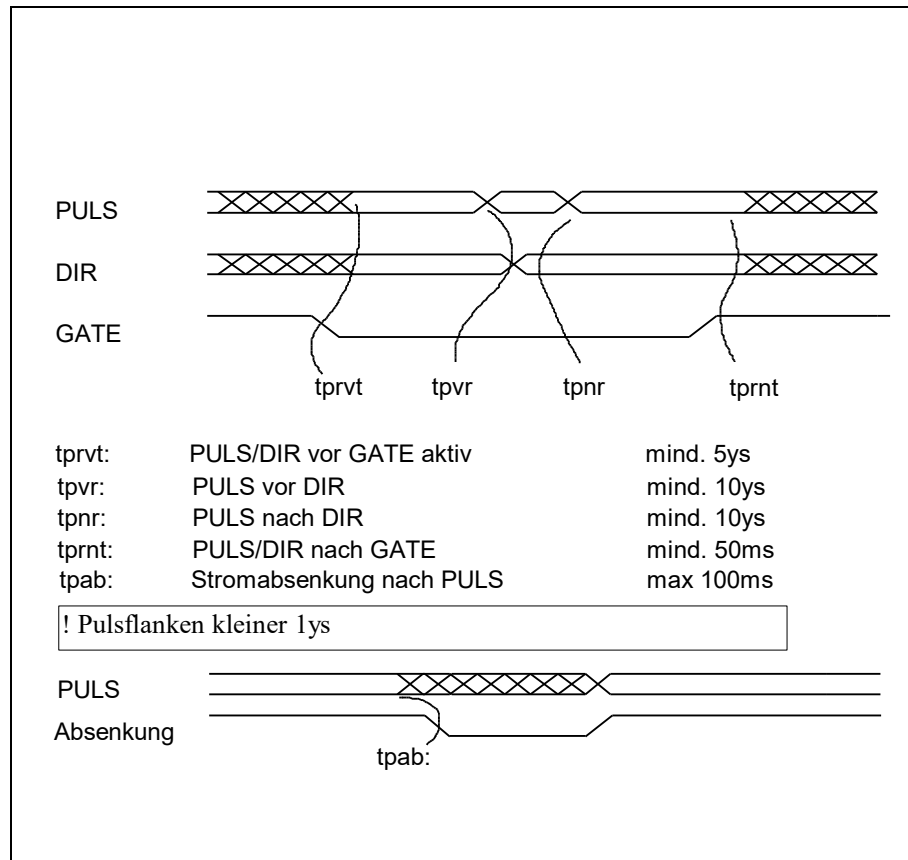 PULS
DIR
GATE
tprvt tpvr tpnr tprnt
tprvt: PULS/DIR vor GATE aktiv mind. 5ys
tpvr: PULS vor DIR mind. 10ys
tpnr: PULS nach DIR mind. 10ys
tprnt: PULS/DIR nach GATE mind. 50ms
tpab: Stromabsenkung nach PULS max 100ms
! Pulsflanken kleiner 1ys
PULS
Absenkung
tpab: